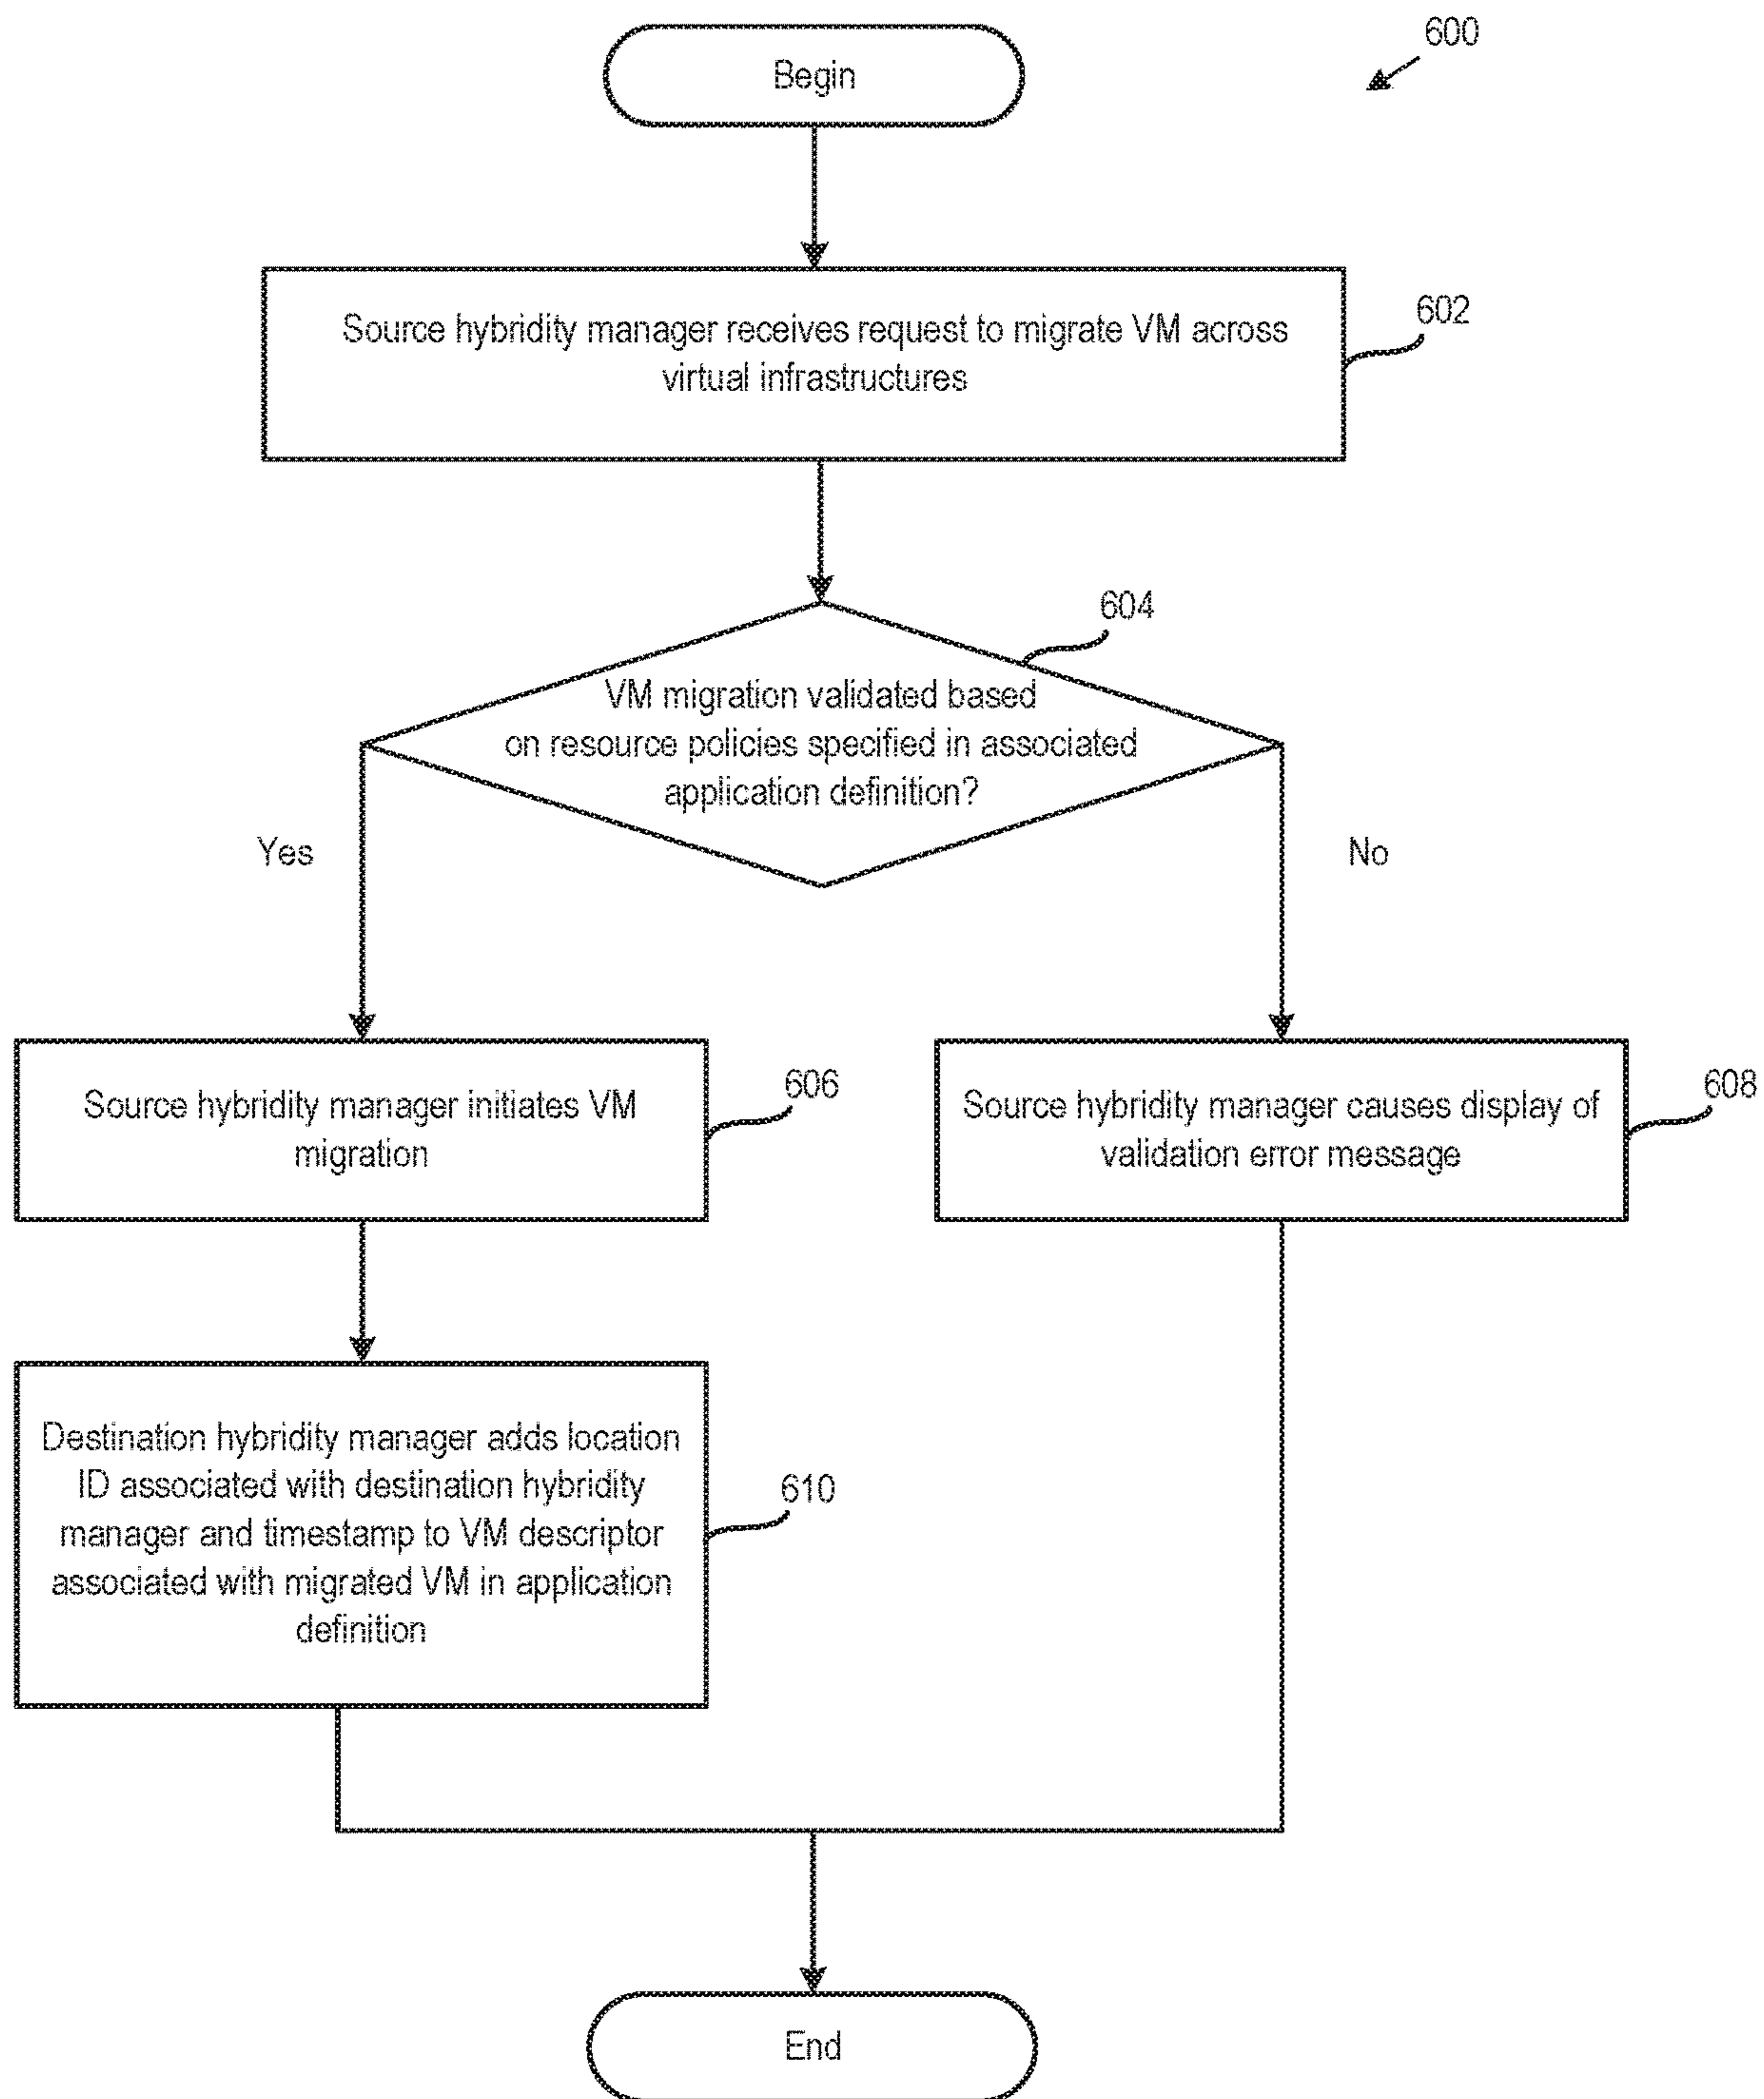 600
Begin
602
Source hybridity manager receives request to migrate VM across
virtual infrastructures
604
VM migration validated based
on resource policies specified in associated
application definition?
Yes
No
606
Source hybridity manager initiates VM
migration
608
Source hybridity manager causes display of
validation error message
610
Destination hybridity manager adds location
ID associated with destination hybridity
manager and timestamp to VM descriptor
associated with migrated VM in application
definition
End